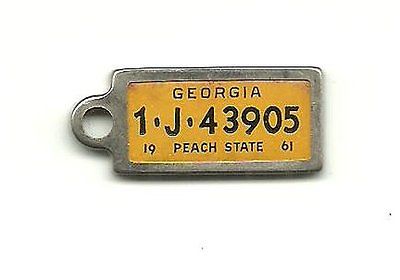 GEORGIA
1·J·43905
19 PEACH STATE 61